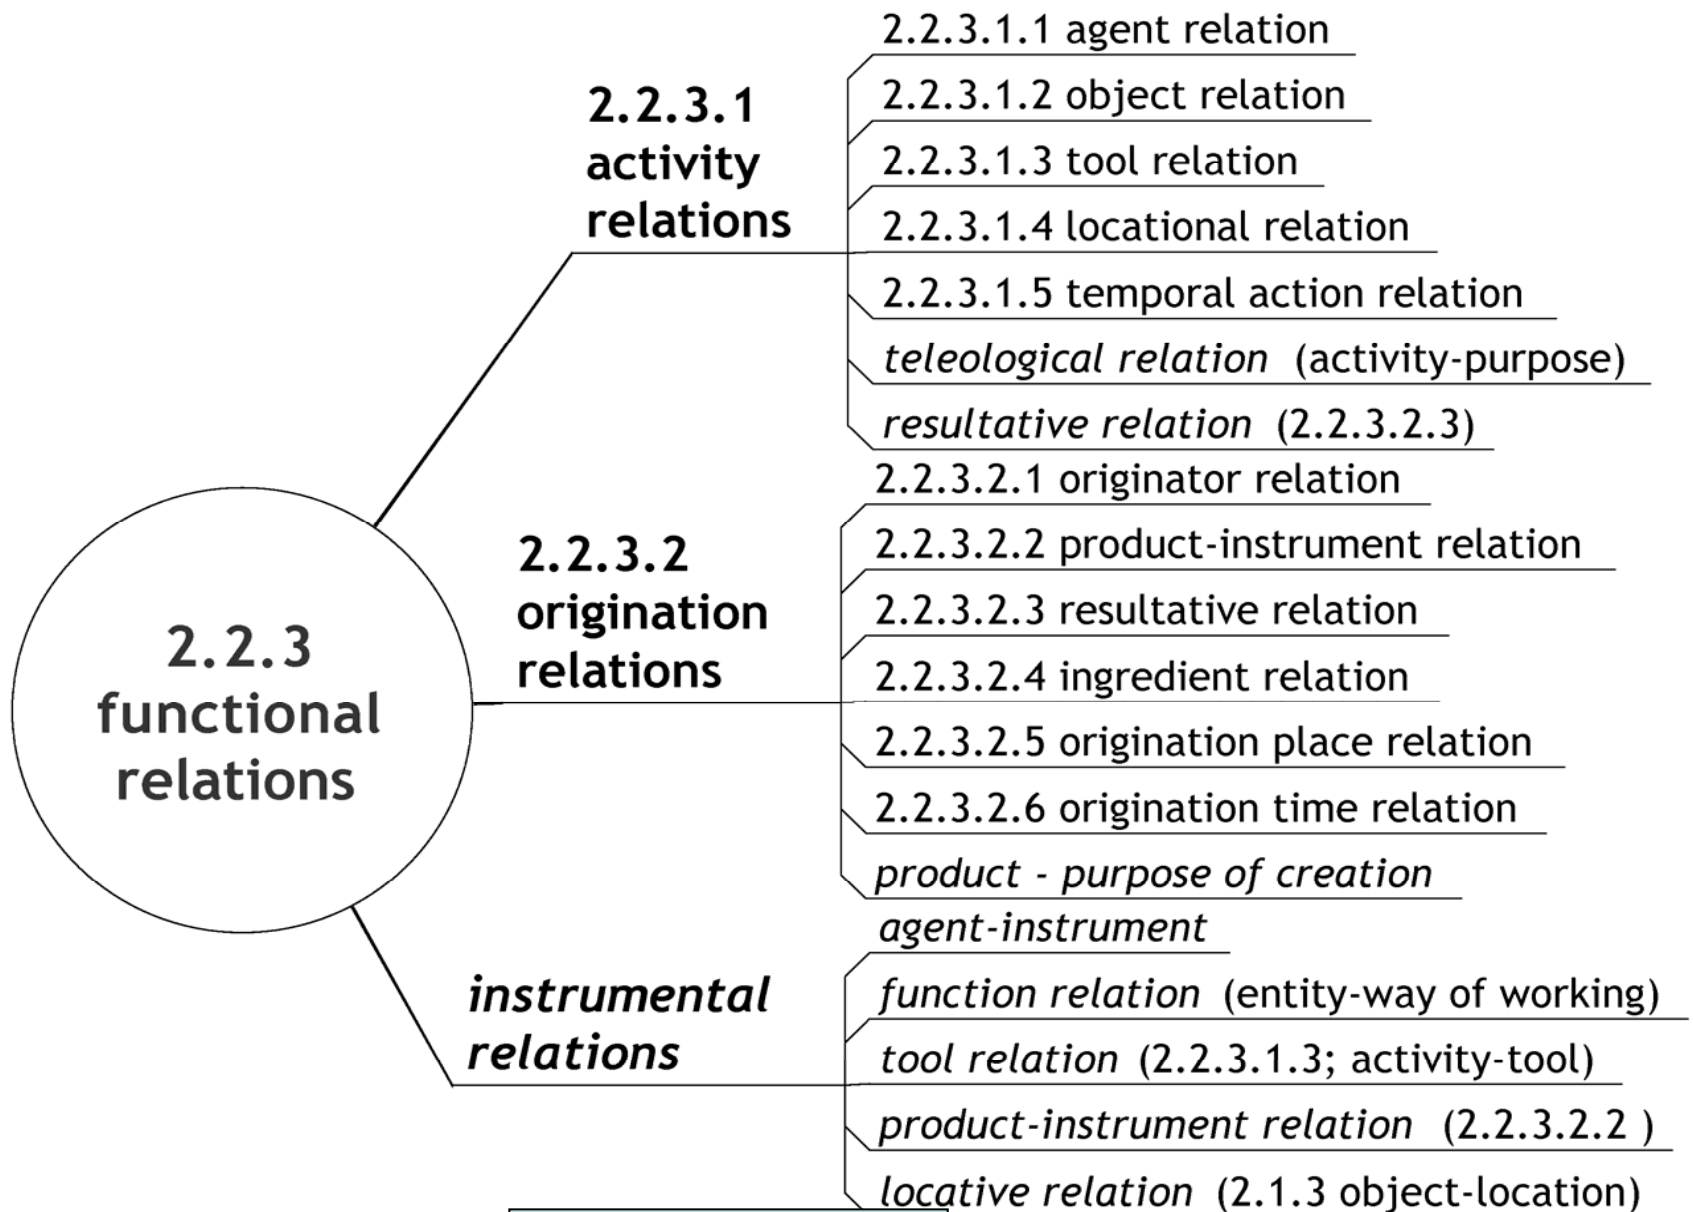 2.2.3
functional
relations
2.2.3.1
activity
relations
2.2.3.1.1 agent relation
2.2.3.1.2 object relation
2.2.3.1.3 tool relation
2.2.3.1.4 locational relation
2.2.3.1.5 temporal action relation
teleological relation (activity-purpose)
resultative relation (2.2.3.2.3)
2.2.3.2
origination
relations
2.2.3.2.1 originator relation
2.2.3.2.2 product-instrument relation
2.2.3.2.3 resultative relation
2.2.3.2.4 ingredient relation
2.2.3.2.5 origination place relation
2.2.3.2.6 origination time relation
product - purpose of creation
instrumental
relations
agent-instrument
function relation (entity-way of working)
tool relation (2.2.3.1.3; activity-tool)
product-instrument relation (2.2.3.2.2 )
locative relation (2.1.3 object-location)